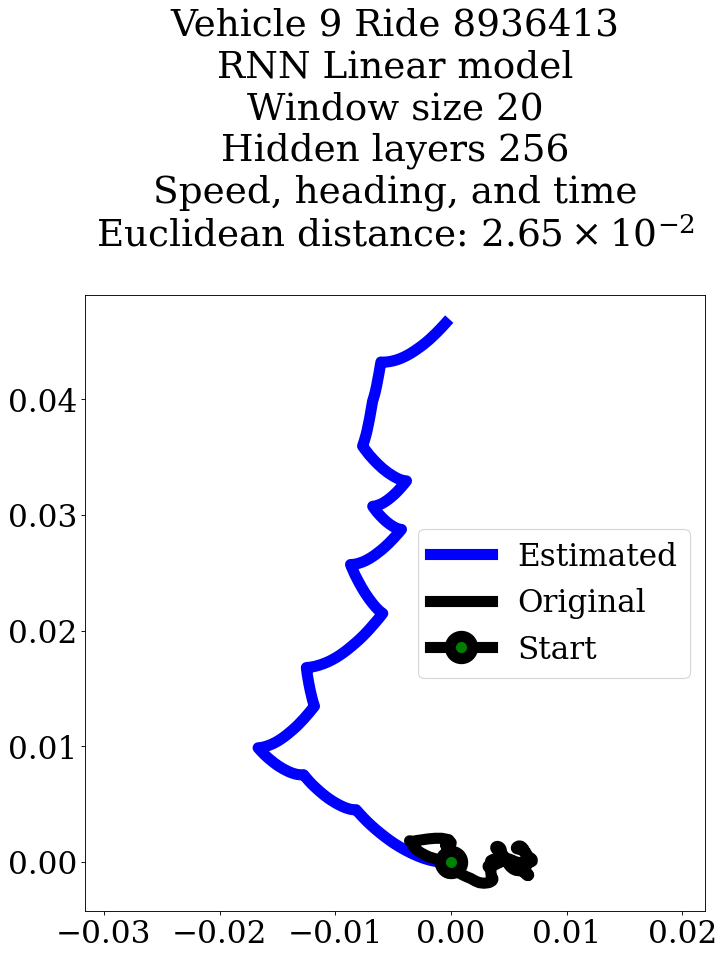 Vehicle 9 Ride 8936413
RNN Linear model
Window size 20
Hidden layers 256
Speed, heading, and time
Euclidean distance: 2.65 × 10⁻²
0.04
0.03
0.02
0.01
0.00
Estimated
Original
Start
−0.03 −0.02 −0.01 0.00 0.01 0.02